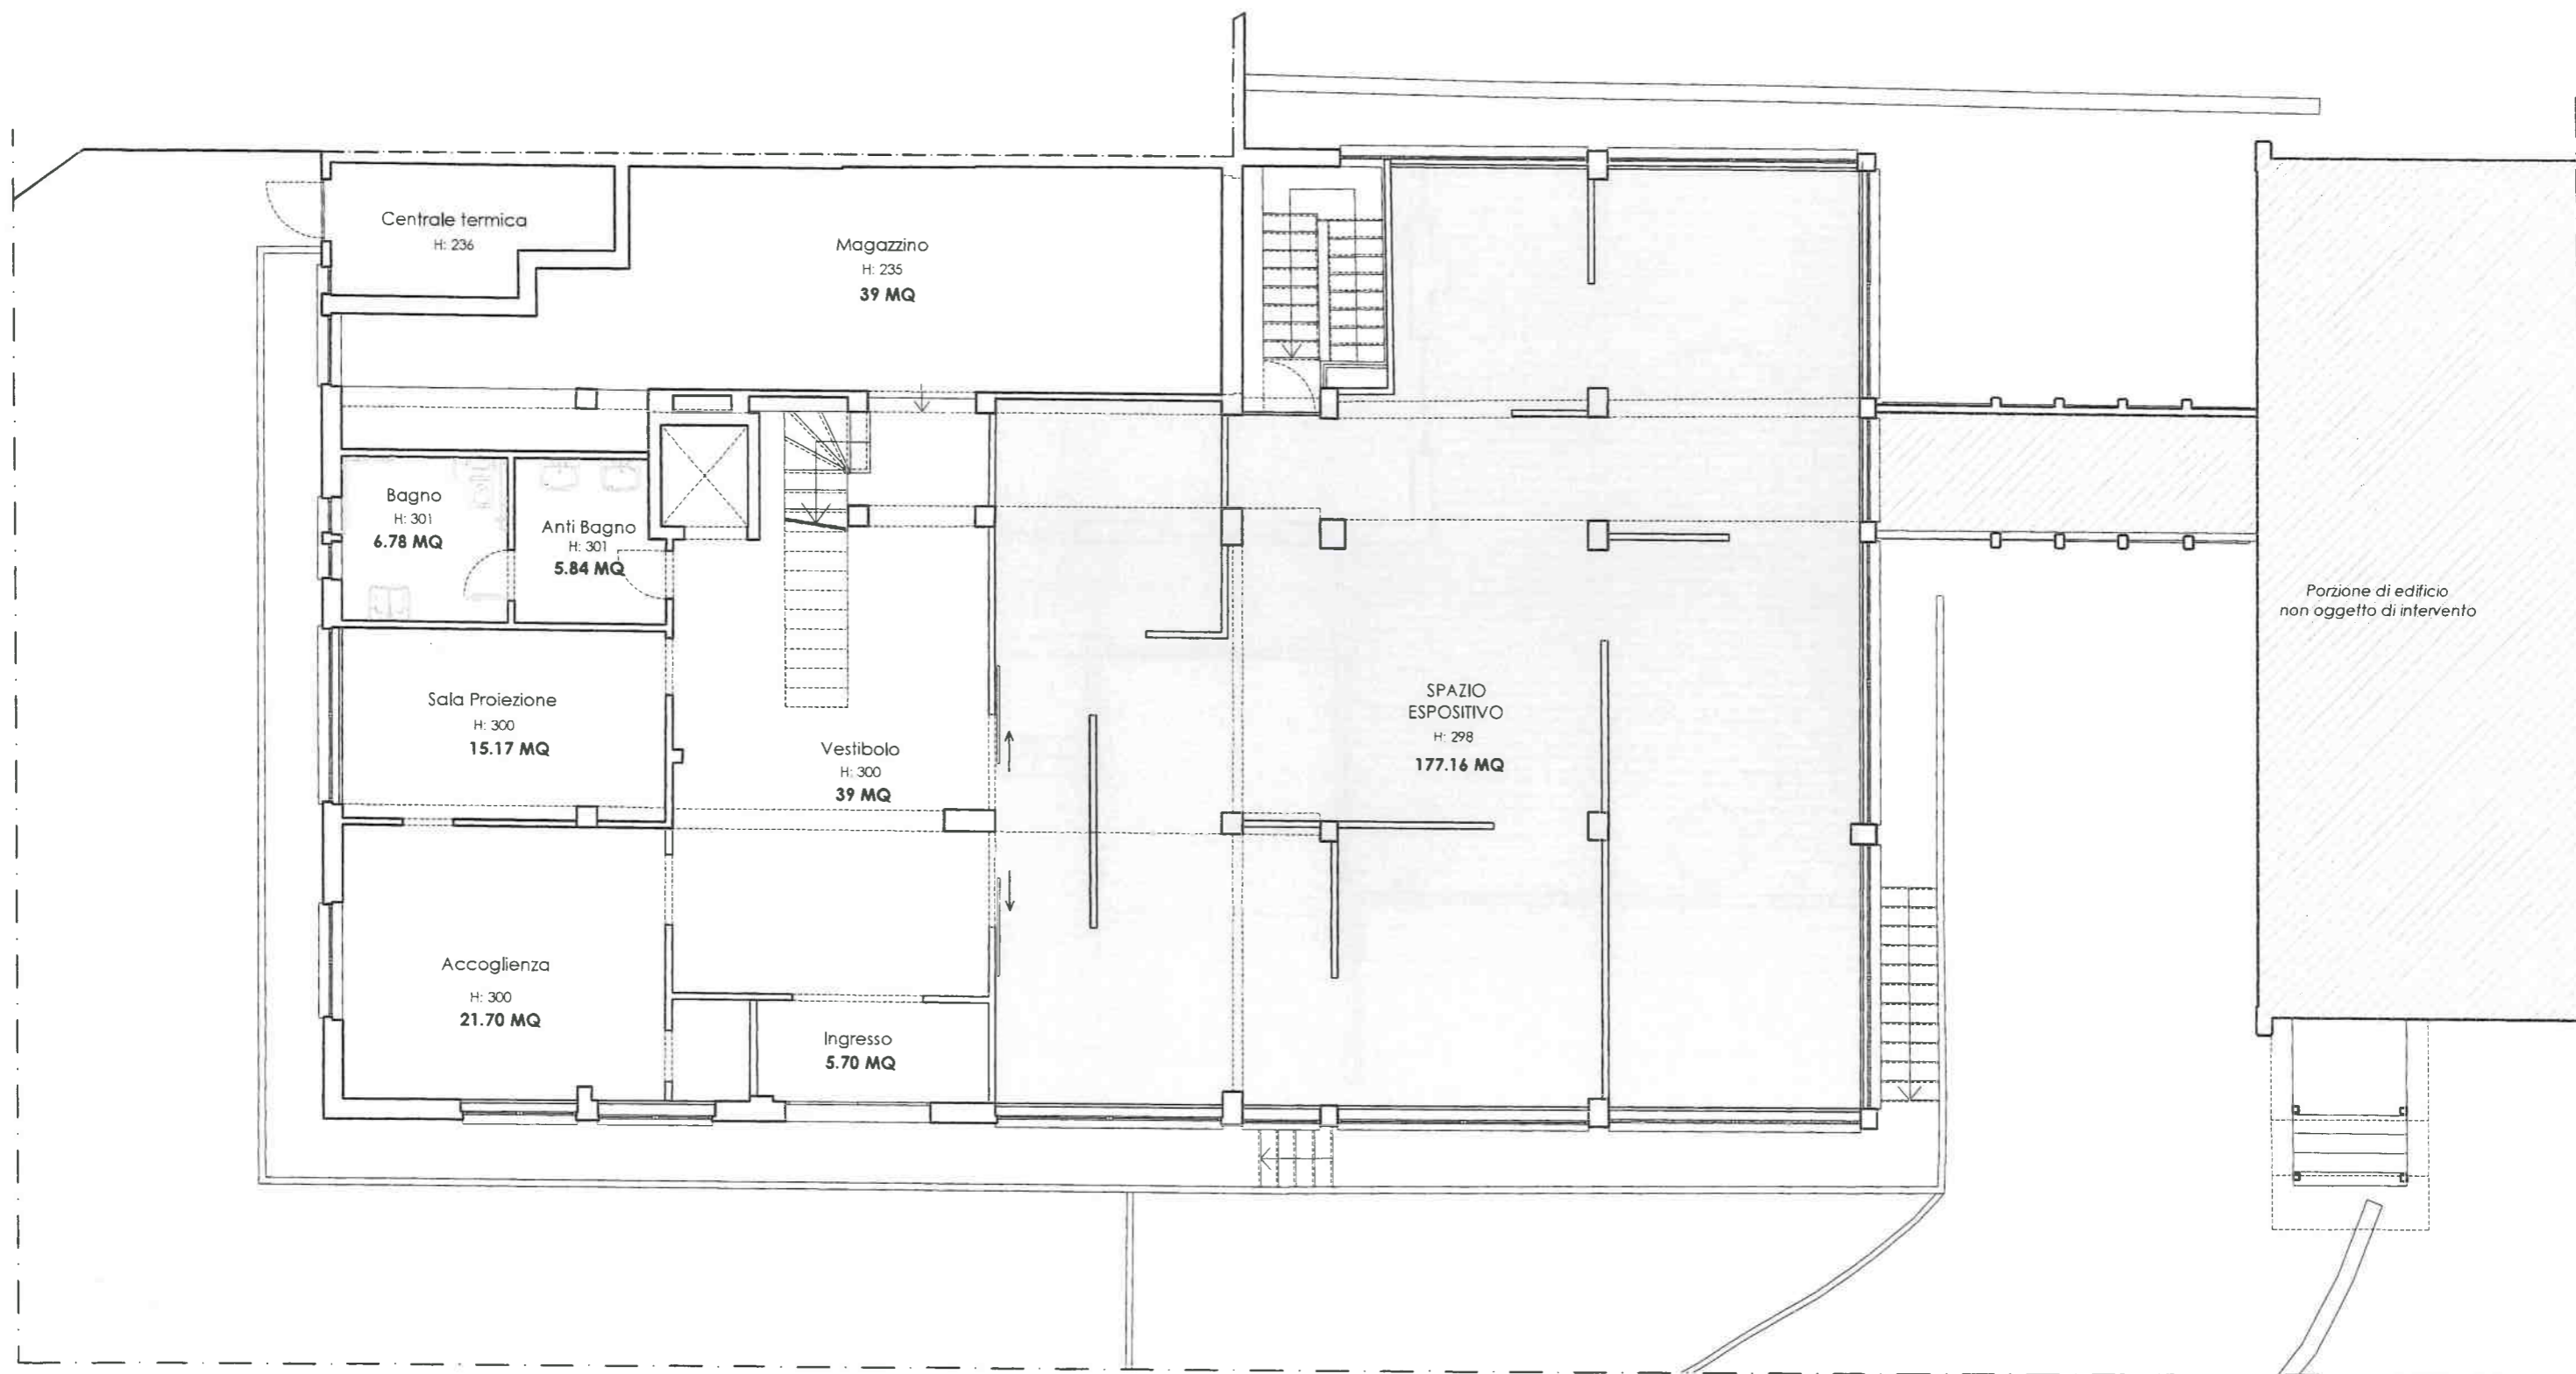 Centrale termica
H: 236
Magazzino
H: 235
39 MQ
Bagno
H: 301
6.78 MQ
Anti Bagno
H: 301
5.84 MQ
Sala Proiezione
H: 300
15.17 MQ
Vestibolo
H: 300
39 MQ
SPAZIO
ESPOSITIVO
H: 298
177.16 MQ
Porzione di edificio
non oggetto di intervento
Accoglienza
H: 300
21.70 MQ
Ingresso
5.70 MQ